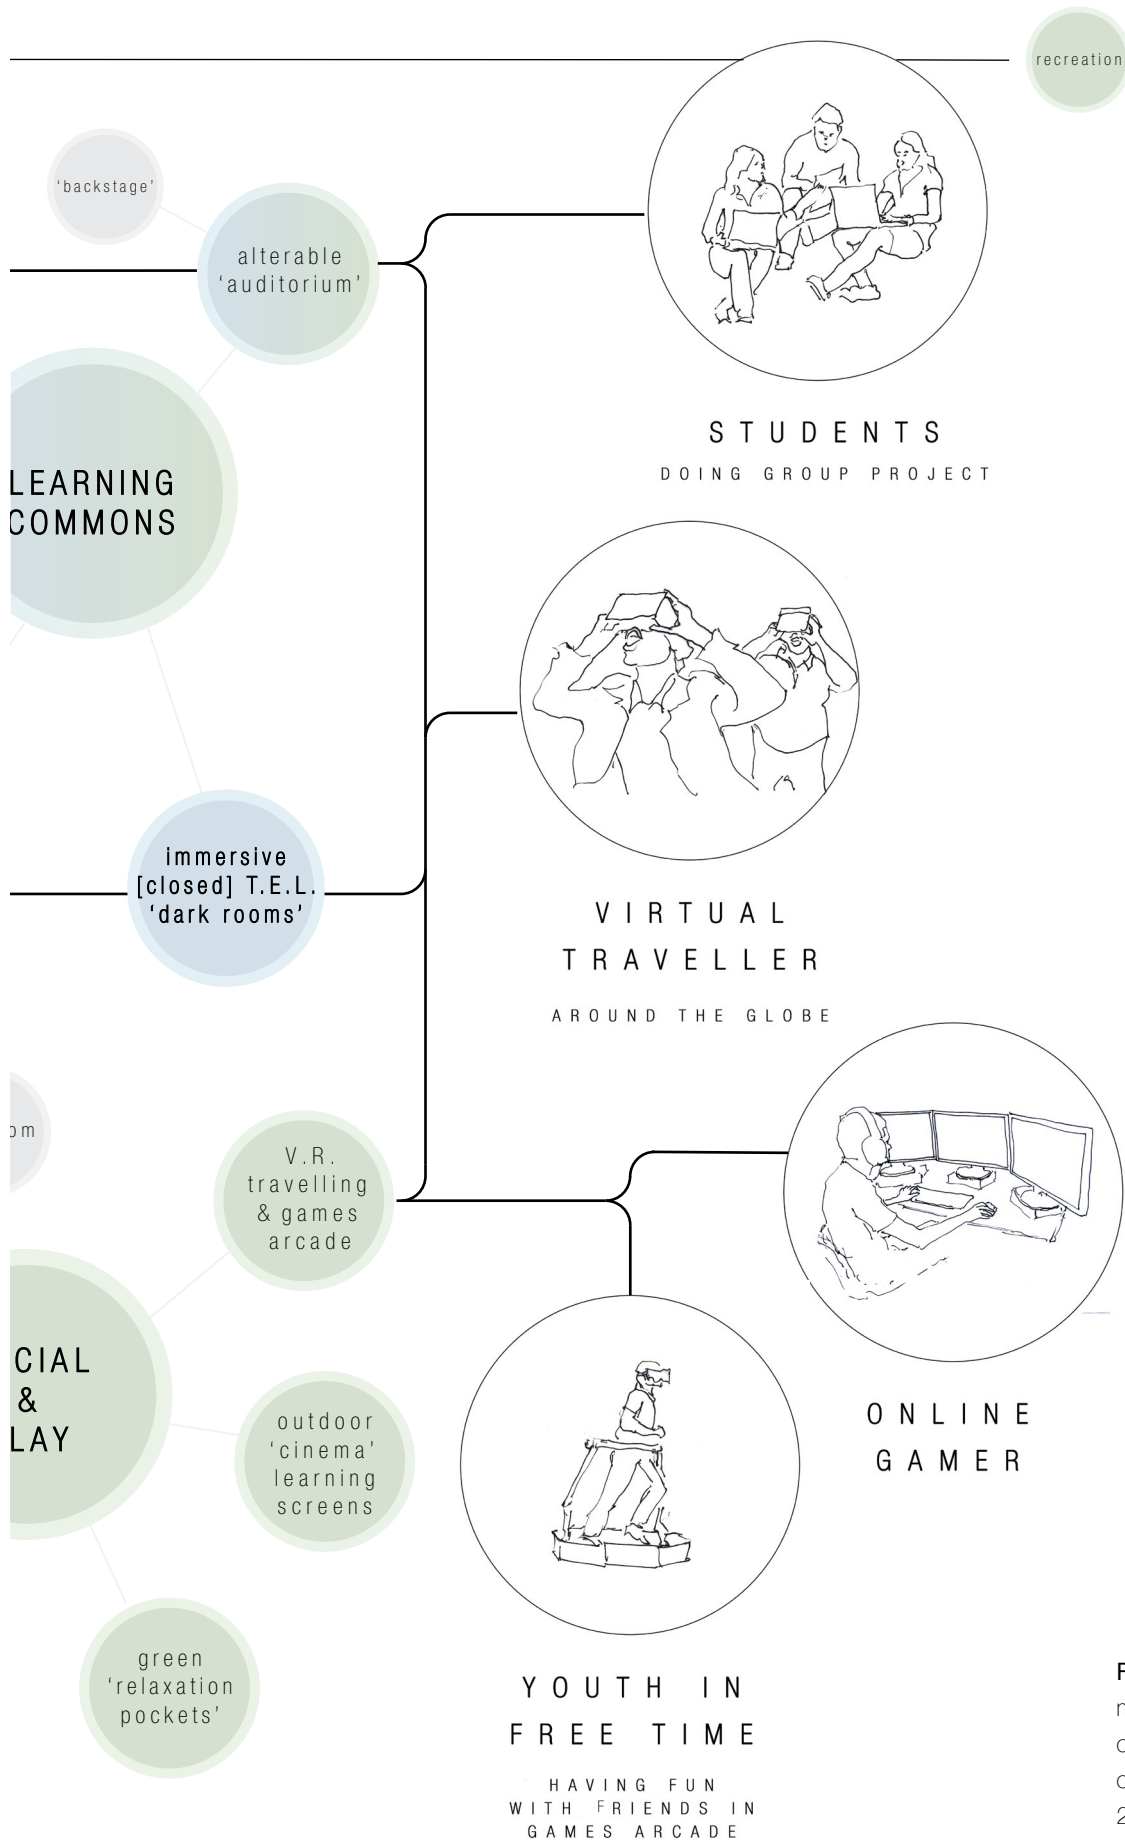 recreation
'backstage'
alterable
'auditorium'
STUDENTS
DOING GROUP PROJECT
LEARNING
COMMONS
immersive
[closed] T.E.L.
'dark rooms'
VIRTUAL
TRAVELLER
AROUND THE GLOBE
om
V.R.
travelling
& games
arcade
CIAL
&
LAY
ONLINE
GAMER
outdoor
'cinema'
learning
screens
green
'relaxation
pockets'
YOUTH IN
FREE TIME
HAVING FUN
WITH FRIENDS IN
GAMES ARCADE